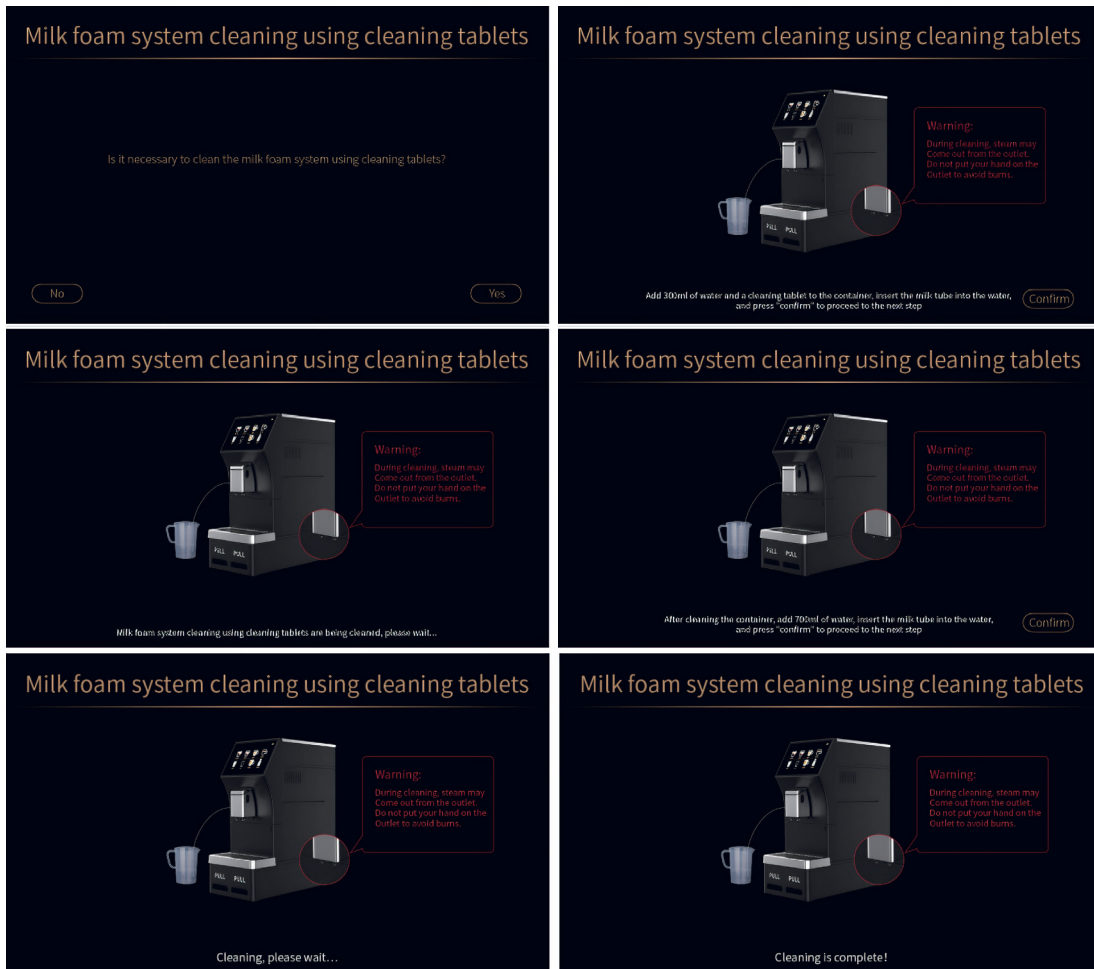 Milk foam system cleaning using cleaning tablets
Is it necessary to clean the milk foam system using cleaning tablets?
No
Yes
Milk foam system cleaning using cleaning tablets
Warning:
During cleaning, steam may
Come out from the outlet.
Do not put your hand on the
Outlet to avoid burns.
PULL PULL
Add 300ml of water and a cleaning tablet to the container, insert the milk tube into the water,
and press "confirm" to proceed to the next step
Confirm
Milk foam system cleaning using cleaning tablets
Warning:
During cleaning, steam may
Come out from the outlet.
Do not put your hand on the
Outlet to avoid burns.
PULL PULL
Milk foam system cleaning using cleaning tablets are being cleaned, please wait...
Milk foam system cleaning using cleaning tablets
Warning:
During cleaning, steam may
Come out from the outlet.
Do not put your hand on the
Outlet to avoid burns.
PULL PULL
After cleaning the container, add 700ml of water, insert the milk tube into the water,
and press "confirm" to proceed to the next step
Confirm
Milk foam system cleaning using cleaning tablets
Warning:
During cleaning, steam may
Come out from the outlet.
Do not put your hand on the
Outlet to avoid burns.
PULL PULL
Cleaning, please wait...
Milk foam system cleaning using cleaning tablets
Warning:
During cleaning, steam may
Come out from the outlet.
Do not put your hand on the
Outlet to avoid burns.
PULL PULL
Cleaning is complete!